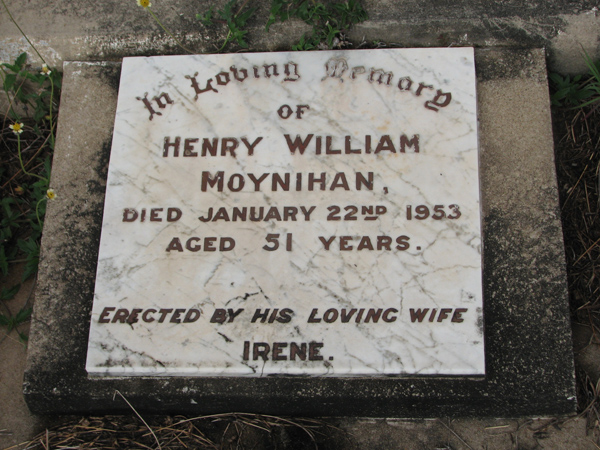 In Loving Memory
OF
HENRY WILLIAM
MOYNIHAN,
DIED JANUARY 22ND 1953
AGED 51 YEARS.
ERECTED BY HIS LOVING WIFE
IRENE.